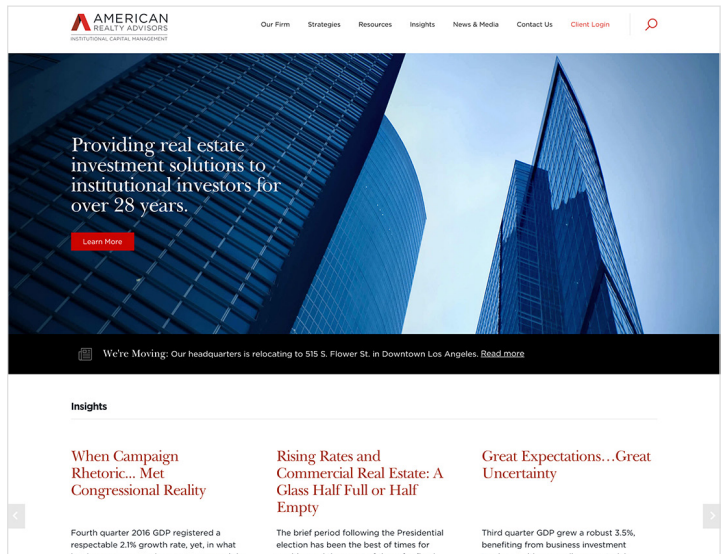 AMERICAN
REALTY ADVISORS
INSTITUTIONAL CAPITAL MANAGEMENT
Our Firm Strategies Resources Insights News & Media Contact Us Client Login
Providing real estate
investment solutions to
institutional investors for
over 28 years.
Learn More
We're Moving: Our headquarters is relocating to 515 S. Flower St. in Downtown Los Angeles. Read more
Insights
When Campaign
Rhetoric... Met
Congressional Reality
Fourth quarter 2016 GDP registered a
respectable 2.1% growth rate, yet, in what
Rising Rates and
Commercial Real Estate: A
Glass Half Full or Half
Empty
The brief period following the Presidential
election has been the best of times for
Great Expectations…Great
Uncertainty
Third quarter GDP grew a robust 3.5%,
benefiting from business investment